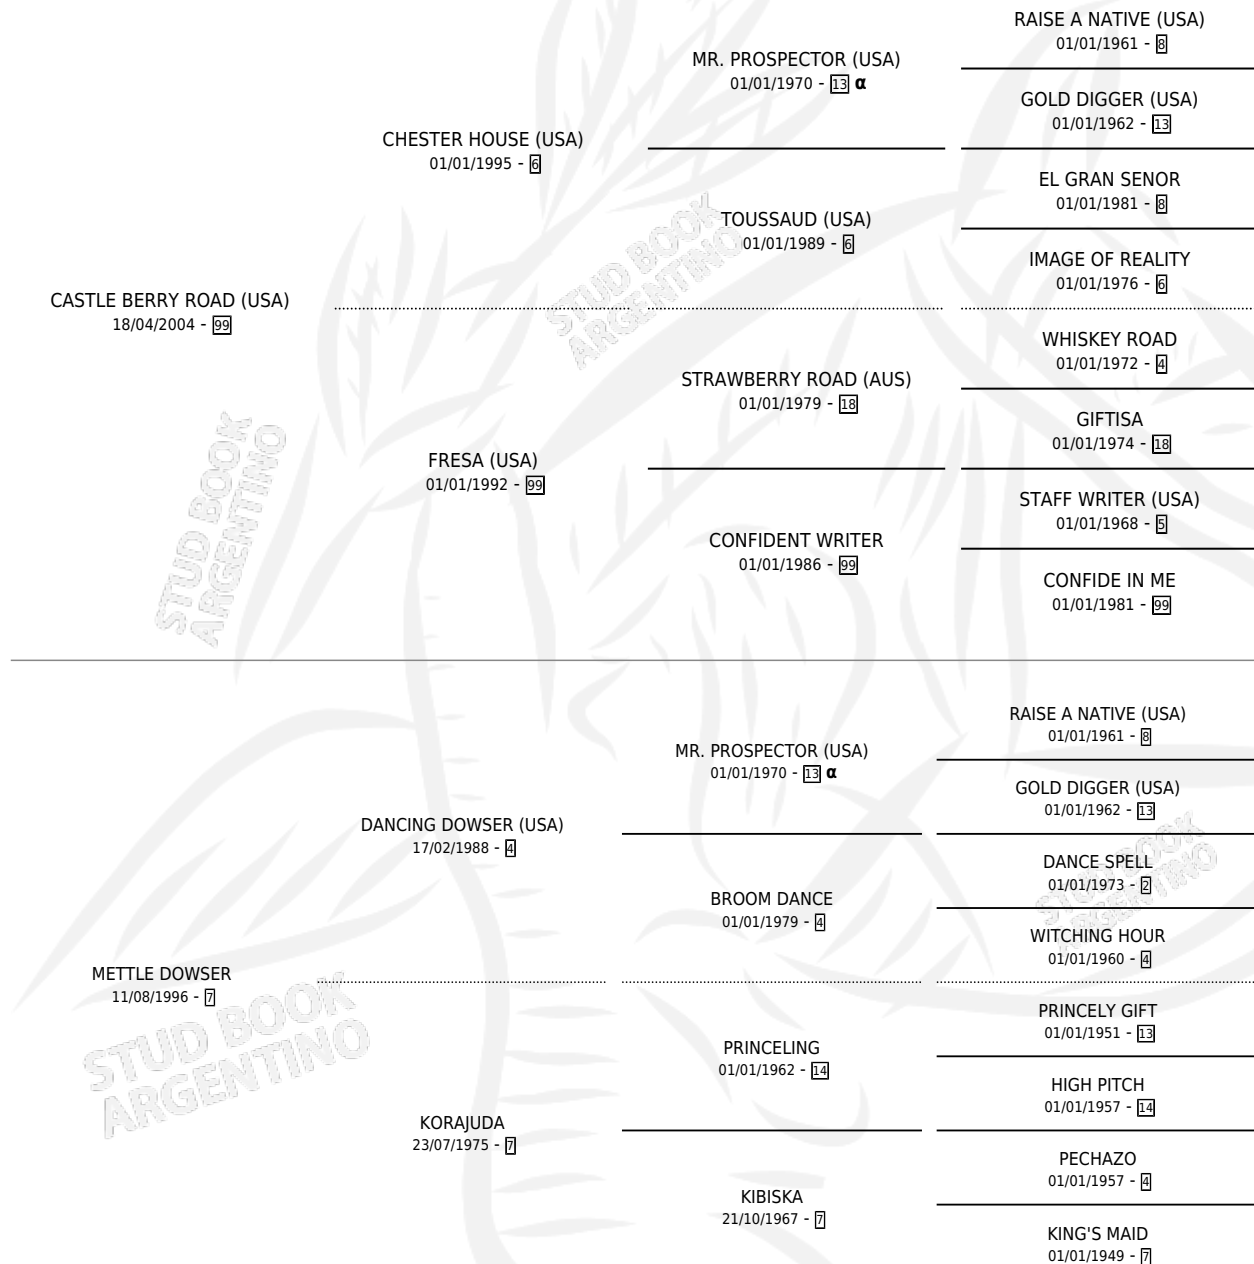 RAISE A NATIVE (USA)
01/01/1961 - 8
MR. PROSPECTOR (USA)
01/01/1970 - 13 α
GOLD DIGGER (USA)
01/01/1962 - 13
CHESTER HOUSE (USA)
01/01/1995 - 6
EL GRAN SENOR
01/01/1981 - 8
TOUSSAUD (USA)
01/01/1989 - 6
IMAGE OF REALITY
01/01/1976 - 6
CASTLE BERRY ROAD (USA)
18/04/2004 - 99
WHISKEY ROAD
01/01/1972 - 4
STRAWBERRY ROAD (AUS)
01/01/1979 - 18
GIFTISA
01/01/1974 - 18
FRESA (USA)
01/01/1992 - 99
STAFF WRITER (USA)
01/01/1968 - 5
CONFIDENT WRITER
01/01/1986 - 99
CONFIDE IN ME
01/01/1981 - 99
RAISE A NATIVE (USA)
01/01/1961 - 8
MR. PROSPECTOR (USA)
01/01/1970 - 13 α
GOLD DIGGER (USA)
01/01/1962 - 13
DANCING DOWSER (USA)
17/02/1988 - 4
DANCE SPELL
01/01/1973 - 2
BROOM DANCE
01/01/1979 - 4
WITCHING HOUR
01/01/1960 - 4
METTLE DOWSER
11/08/1996 - 7
PRINCELY GIFT
01/01/1951 - 13
PRINCELING
01/01/1962 - 14
HIGH PITCH
01/01/1957 - 14
KORAJUDA
23/07/1975 - 7
PECHAZO
01/01/1957 - 4
KIBISKA
21/10/1967 - 7
KING'S MAID
01/01/1949 - 7
STUD BOOK
ARGENTINO
STUD BOOK
ARGENTINO
STUD BOOK
ARGENTINO
STUD BOOK
ARGENTINO